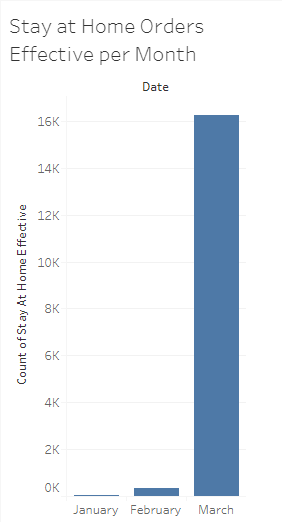 Stay at Home Orders
Effective per Month
Date
Count of Stay At Home Effective
16K
14K
12K
10K
8K
6K
4K
2K
0K
January February March